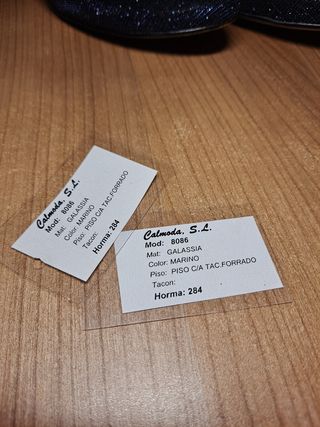 Calmoda, S.L.
Mod: 8086
Mat: GALASSIA
Color: MARINO
Piso: PISO C/A TAC.FORRADO
Tacon:
Horma: 284
Calmoda, S.L.
Mod: 8086
Mat: GALASSIA
Color: MARINO
Piso: PISO C/A TAC.FORRADO
Tacon:
Horma: 284